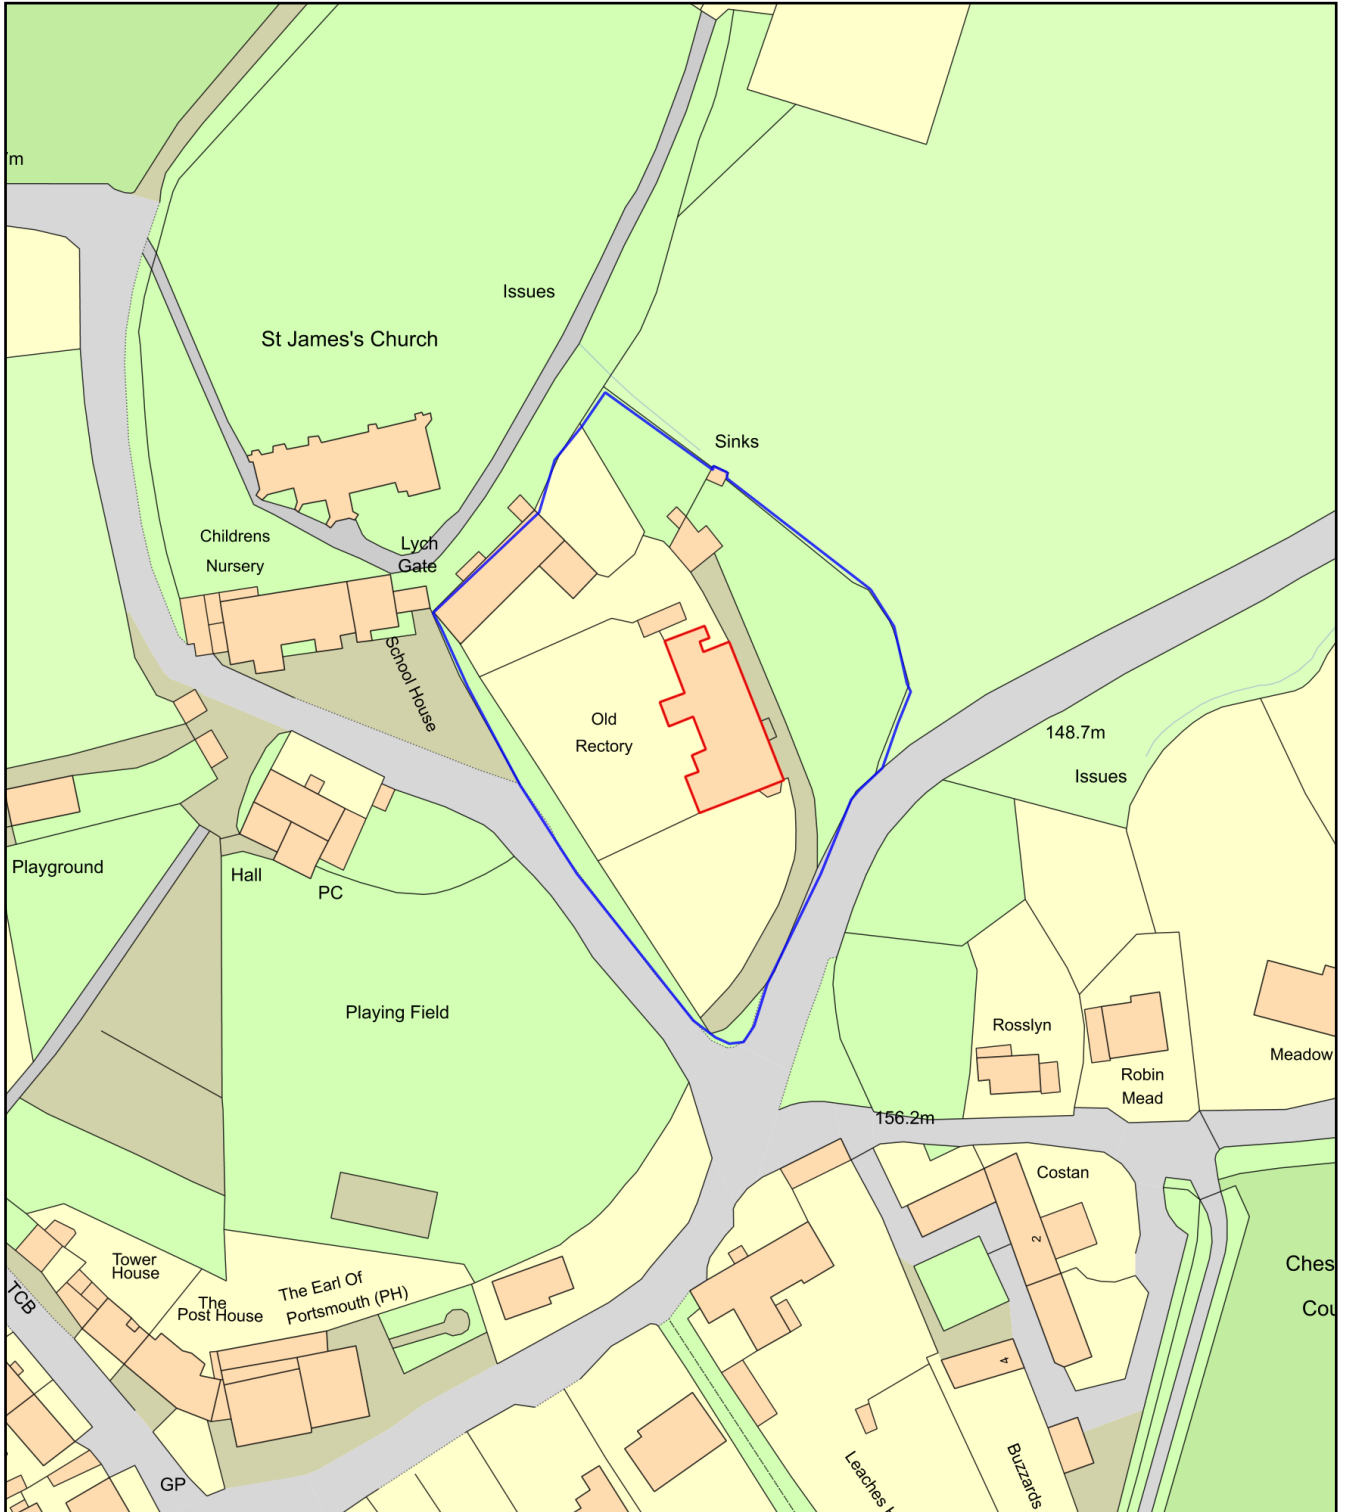 m
Issues
St James's Church
Sinks
Childrens
Nursery
Lych
Gate
School House
Old
Rectory
148.7m
Issues
Playground
Hall
PC
Playing Field
Rosslyn
Robin
Mead
Meadow
156.2m
Costan
2
Tower
House
The
Post House
The Earl Of
Portsmouth (PH)
TCB
Ches
Cou
4
GP
Leaches
Buzzards